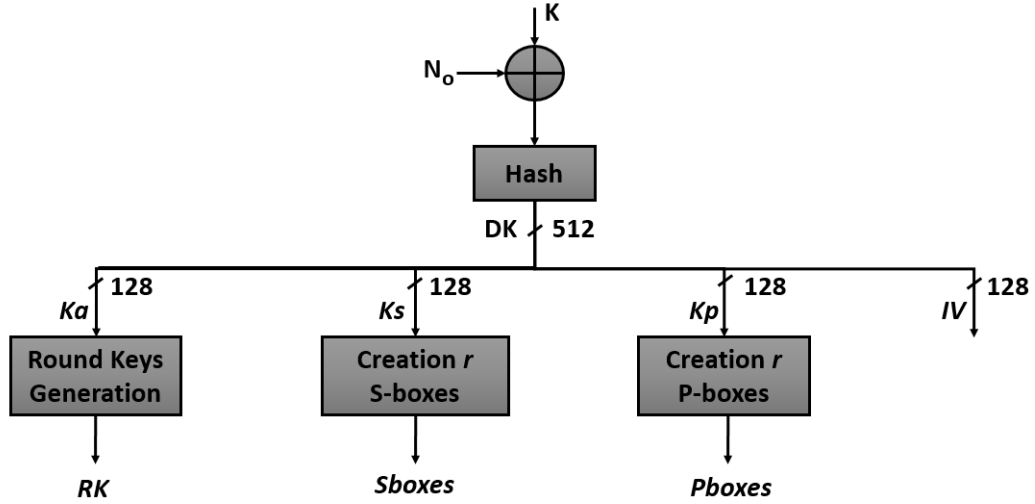 K
N₀
Hash
DK 512
128 128 128 128
Ka Ks Kp IV
Round Keys Generation
Creation r S-boxes
Creation r P-boxes
RK Sboxes Pboxes